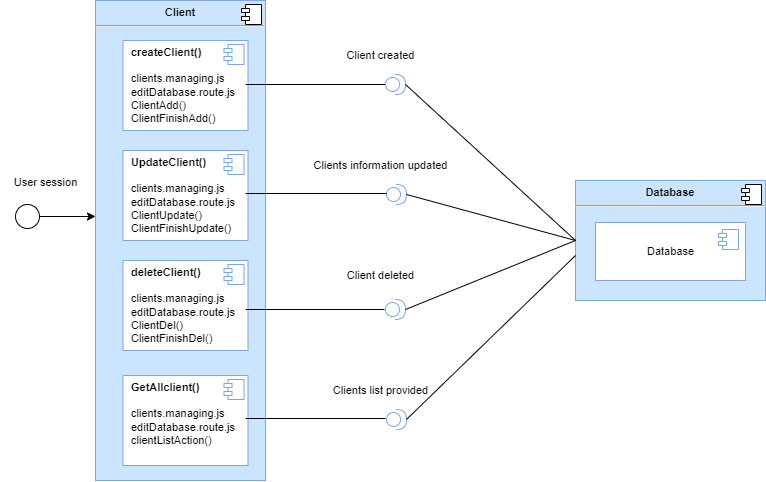 Client
createClient()
clients.managing.js
editDatabase.route.js
ClientAdd()
ClientFinishAdd()
Client created
UpdateClient()
clients.managing.js
editDatabase.route.js
ClientUpdate()
ClientFinishUpdate()
Clients information updated
User session
deleteClient()
clients.managing.js
editDatabase.route.js
ClientDel()
ClientFinishDel()
Client deleted
GetAllclient()
clients.managing.js
editDatabase.route.js
clientListAction()
Clients list provided
Database
Database